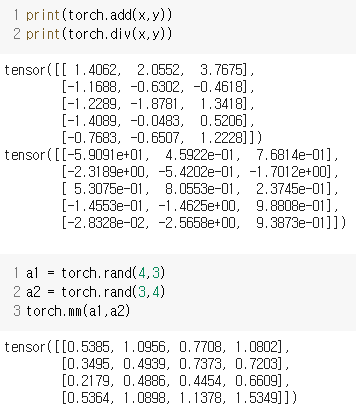 1 print(torch.add(x,y))
2 print(torch.div(x,y))
tensor([[ 1.4062, 2.0552, 3.7675],
[-1.1688, -0.6302, -0.4618],
[-1.2289, -1.8781, 1.3418],
[-1.4089, -0.0483, 0.5206],
[-0.7683, -0.6507, 1.2228]])
tensor([[-5.9091e+01, 4.5922e-01, 7.6814e-01],
[-2.3189e+00, -5.4202e-01, -1.7012e+00],
[ 5.3075e-01, 8.0553e-01, 2.3745e-01],
[-1.4553e-01, -1.4625e+00, 9.8808e-01],
[-2.8328e-02, -2.5658e+00, 9.3873e-01]])
1 a1 = torch.rand(4,3)
2 a2 = torch.rand(3,4)
3 torch.mm(a1,a2)
tensor([[0.5385, 1.0956, 0.7708, 1.0802],
[0.3495, 0.4939, 0.7373, 0.7203],
[0.2179, 0.4886, 0.4454, 0.6609],
[0.5364, 1.0898, 1.1378, 1.5349]])